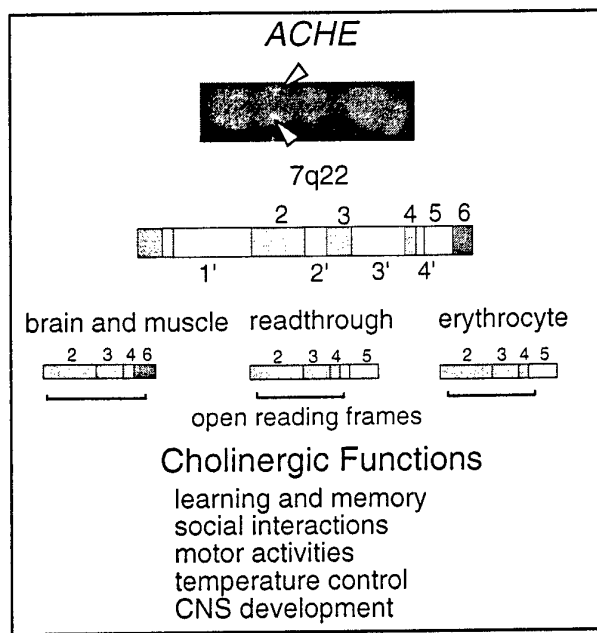 ACHE
7q22
2 3 4 5 6
1' 2' 3' 4'
brain and muscle readthrough erythrocyte
2 3 4 6 2 3 4 5 2 3 4 5
open reading frames
Cholinergic Functions
learning and memory
social interactions
motor activities
temperature control
CNS development